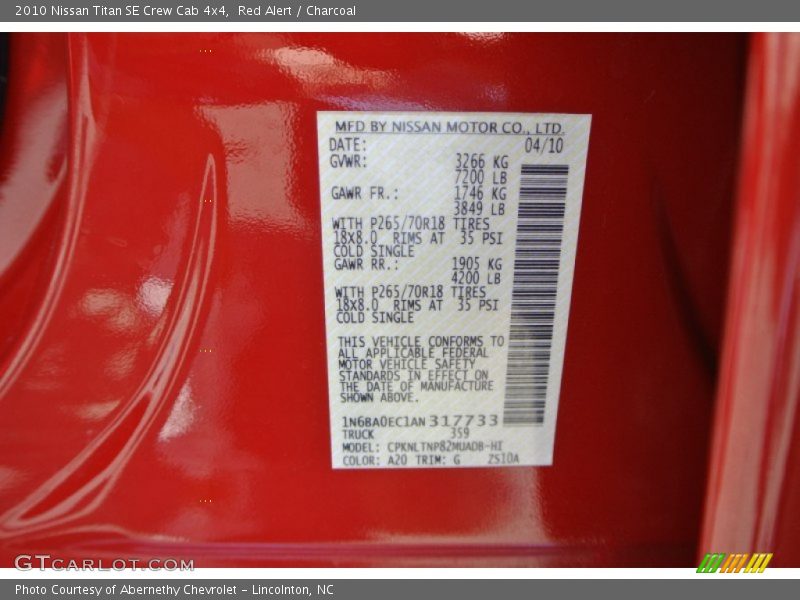 2010 Nissan Titan SE Crew Cab 4x4, Red Alert / Charcoal
MFD BY NISSAN MOTOR CO., LTD.
DATE: 04/10
GVWR: 3266 KG
7200 LB
GAWR FR.: 1746 KG
3849 LB
WITH P265/70R18 TIRES
18X8.0 RIMS AT 35 PSI
COLD SINGLE
GAWR RR.: 1905 KG
4200 LB
WITH P265/70R18 TIRES
18X8.0 RIMS AT 35 PSI
COLD SINGLE
THIS VEHICLE CONFORMS TO
ALL APPLICABLE FEDERAL
MOTOR VEHICLE SAFETY
STANDARDS IN EFFECT ON
THE DATE OF MANUFACTURE
SHOWN ABOVE.
1N6BA0EC1AN317733
TRUCK 359
MODEL: CPKNLTNP82MUADB-HI
COLOR: A20 TRIM: G ZS10A
GTCARLOT.COM
Photo Courtesy of Abernethy Chevrolet - Lincolnton, NC